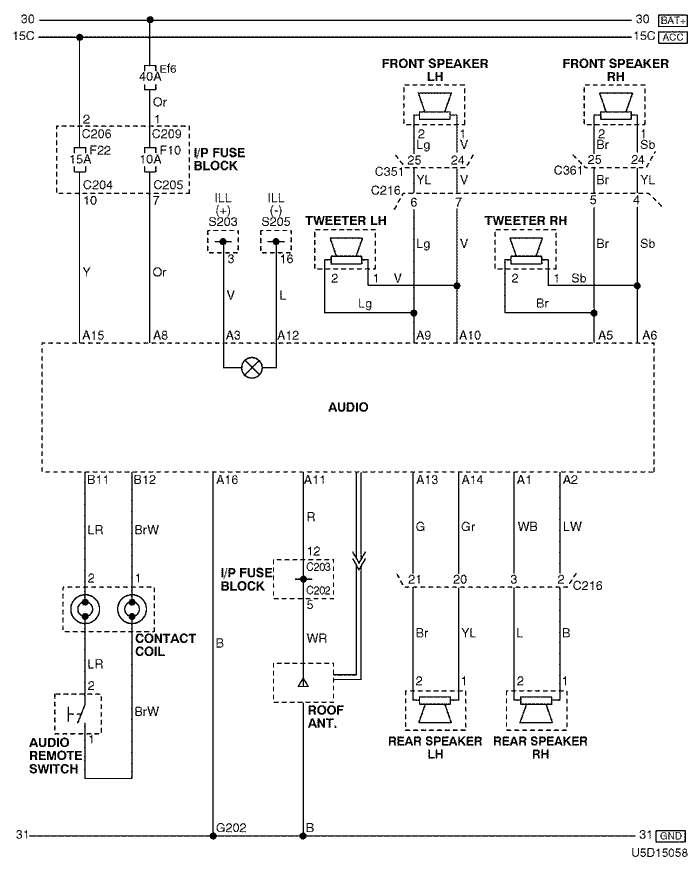 30 30 BAT+
15C 15C ACC
FRONT SPEAKER
LH
FRONT SPEAKER
RH
Ef6
40A
Or
2 1
C206 C209
F22 F10
15A 10A
I/P FUSE
BLOCK
C204 C205
10 7
2 1 2 1
Lg V Br Sb
25 24 25 24
C351 C361
YL V Br YL
C216
6 7 5 4
ILL
(+)
S203
ILL
(-)
S205
TWEETER LH TWEETER RH
3 16
2 1 2 1
Lg V Br Sb
Y Or V L
V Sb
Lg Br
A15 A8 A3 A12 A9 A10 A5 A6
AUDIO
B11 B12 A16 A11 A13 A14 A1 A2
LR BrW R G Gr WB LW
12
C203
I/P FUSE
BLOCK
C202
5
2 1
21 20 3 2 C216
CONTACT
COIL
B WR Br YL L B
LR
2
BrW
1
AUDIO
REMOTE
SWITCH
ROOF
ANT.
2 1 2 1
REAR SPEAKER
LH
REAR SPEAKER
RH
G202 B
31 31 GND
U5D15058